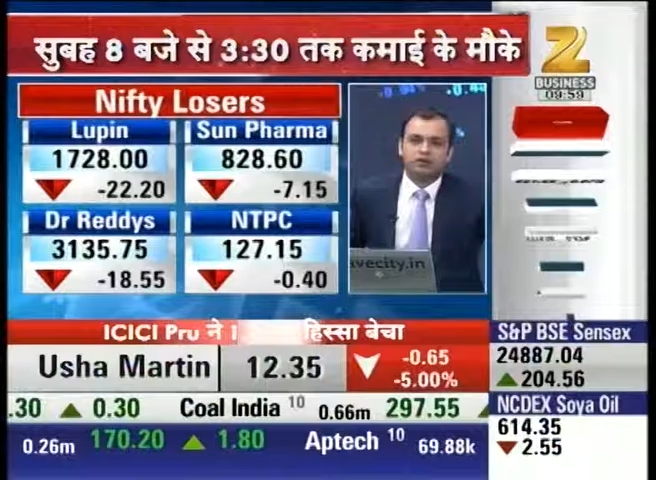 सुबह 8 बजे से 3:30 तक कमाई के मौके
Z
BUSINESS
09:59
Nifty Losers
Lupin
1728.00
-22.20
Sun Pharma
828.60
-7.15
Dr Reddys
3135.75
-18.55
NTPC
127.15
-0.40
avecity.in
ICICI Pru ने हिस्सा बेचा
Usha Martin 12.35 -0.65
-5.00%
S&P BSE Sensex
24887.04
204.56
NCDEX Soya Oil
614.35
2.55
.30 0.30 Coal India 10 0.66m 297.55
0.26m 170.20 1.80 Aptech 10 69.88k